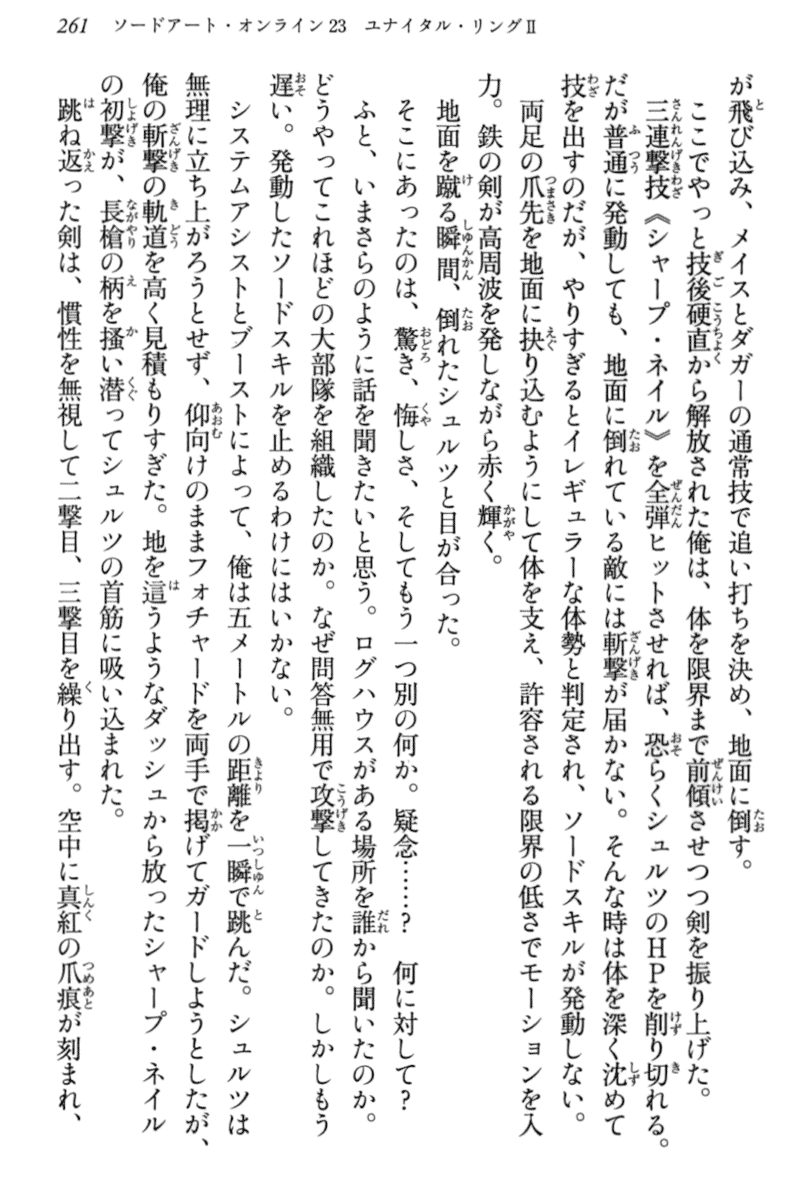 261 ソードアート・オンライン23 ユナイタル・リングⅡ
が飛び込み、メイスとダガーの通常技で追い打ちを決め、地面に倒す。
ここでやっと技後硬直から解放された俺は、体を限界まで前傾させつつ剣を振り上げた。
三連撃技《シャープ・ネイル》を全弾ヒットさせれば、恐らくシュルツのHPを削り切れる。
だが普通に発動しても、地面に倒れている敵には斬撃が届かない。そんな時は体を深く沈めて
技を出すのだが、やりすぎるとイレギュラーな体勢と判定され、ソードスキルが発動しない。
両足の爪先を地面に抉り込むようにして体を支え、許容される限界の低さでモーションを入
力。鉄の剣が高周波を発しながら赤く輝く。
地面を蹴る瞬間、倒れたシュルツと目が合った。
そこにあったのは、驚き、悔しさ、そしてもう一つ別の何か。疑念……? 何に対して?
ふと、いまさらのように話を聞きたいと思う。ログハウスがある場所を誰から聞いたのか。
どうやってこれほどの大部隊を組織したのか。なぜ問答無用で攻撃してきたのか。しかしもう
遅い。発動したソードスキルを止めるわけにはいかない。
システムアシストとブーストによって、俺は五メートルの距離を一瞬で跳んだ。シュルツは
無理に立ち上がろうとせず、仰向けのままフォチャードを両手で掲げてガードしようとしたが、
俺の斬撃の軌道を高く見積もりすぎた。地を這うようなダッシュから放ったシャープ・ネイル
の初撃が、長槍の柄を掻い潜ってシュルツの首筋に吸い込まれた。
跳ね返った剣は、慣性を無視して二撃目、三撃目を繰り出す。空中に真紅の爪痕が刻まれ、